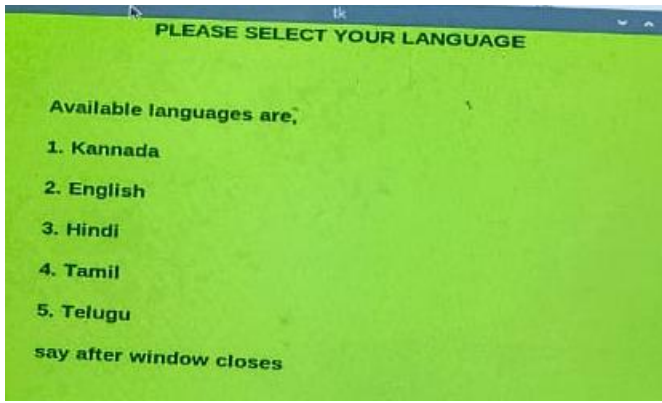 tk
PLEASE SELECT YOUR LANGUAGE
Available languages are,
1. Kannada
2. English
3. Hindi
4. Tamil
5. Telugu
say after window closes